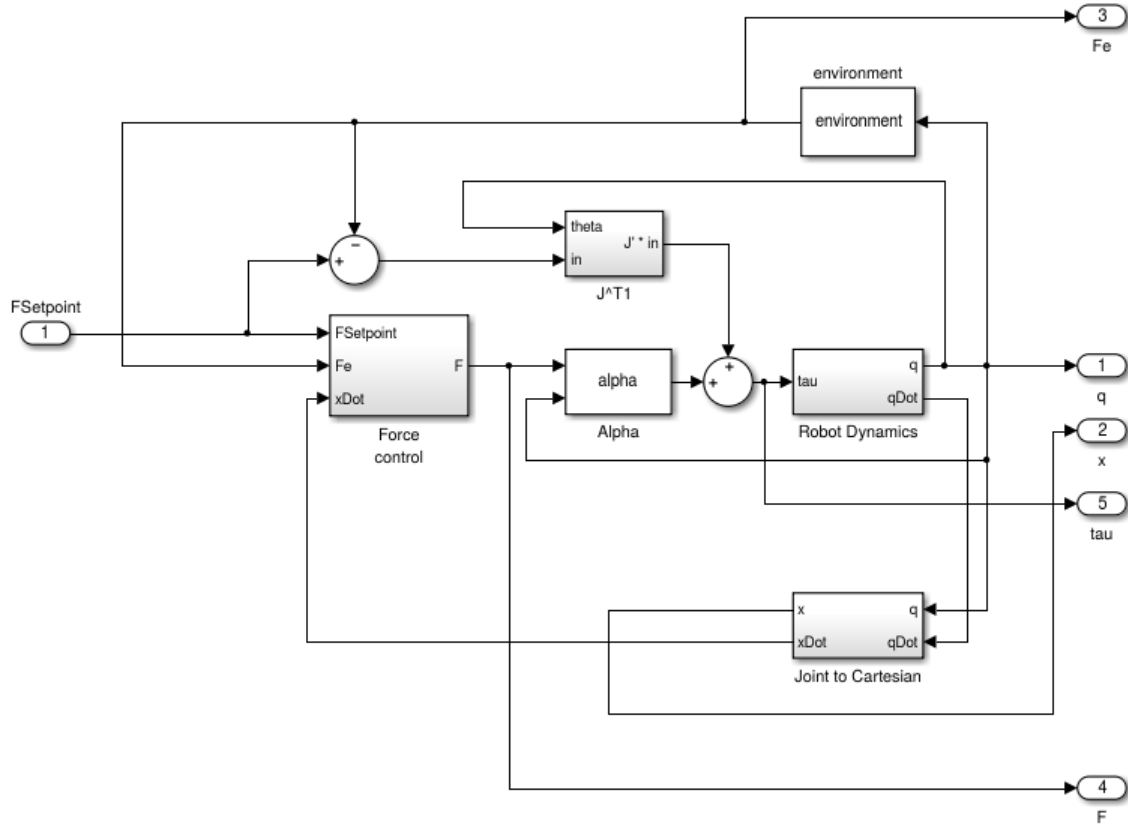 3
Fe
environment
environment
theta
J' * in
in
J^T1
−
+
FSetpoint
1
FSetpoint
Fe
F
xDot
Force
control
alpha
Alpha
+
+
tau
q
qDot
Robot Dynamics
1
q
2
x
5
tau
x
q
xDot
qDot
Joint to Cartesian
4
F